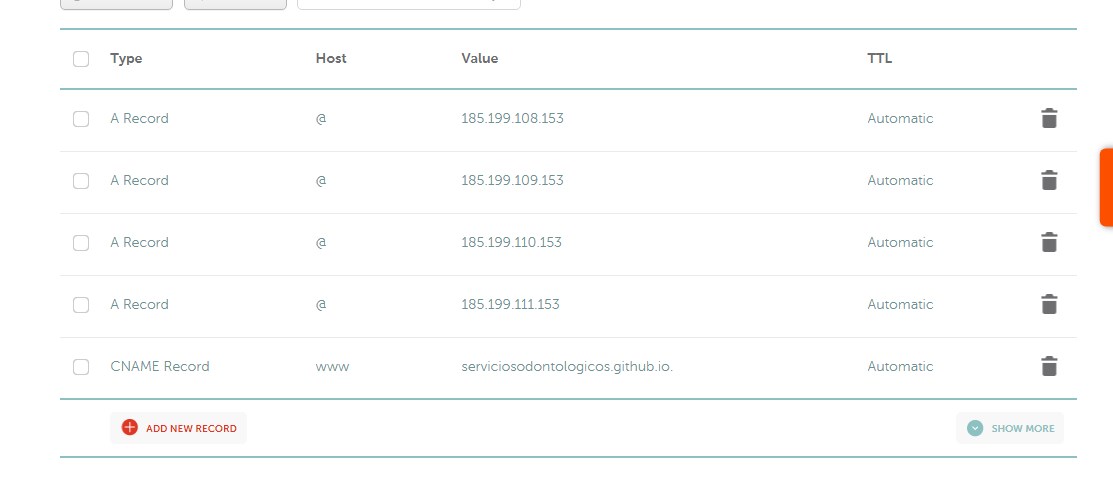 Type Host Value TTL
A Record @ 185.199.108.153 Automatic
A Record @ 185.199.109.153 Automatic
A Record @ 185.199.110.153 Automatic
A Record @ 185.199.111.153 Automatic
CNAME Record www serviciosodontologicos.github.io. Automatic
ADD NEW RECORD SHOW MORE